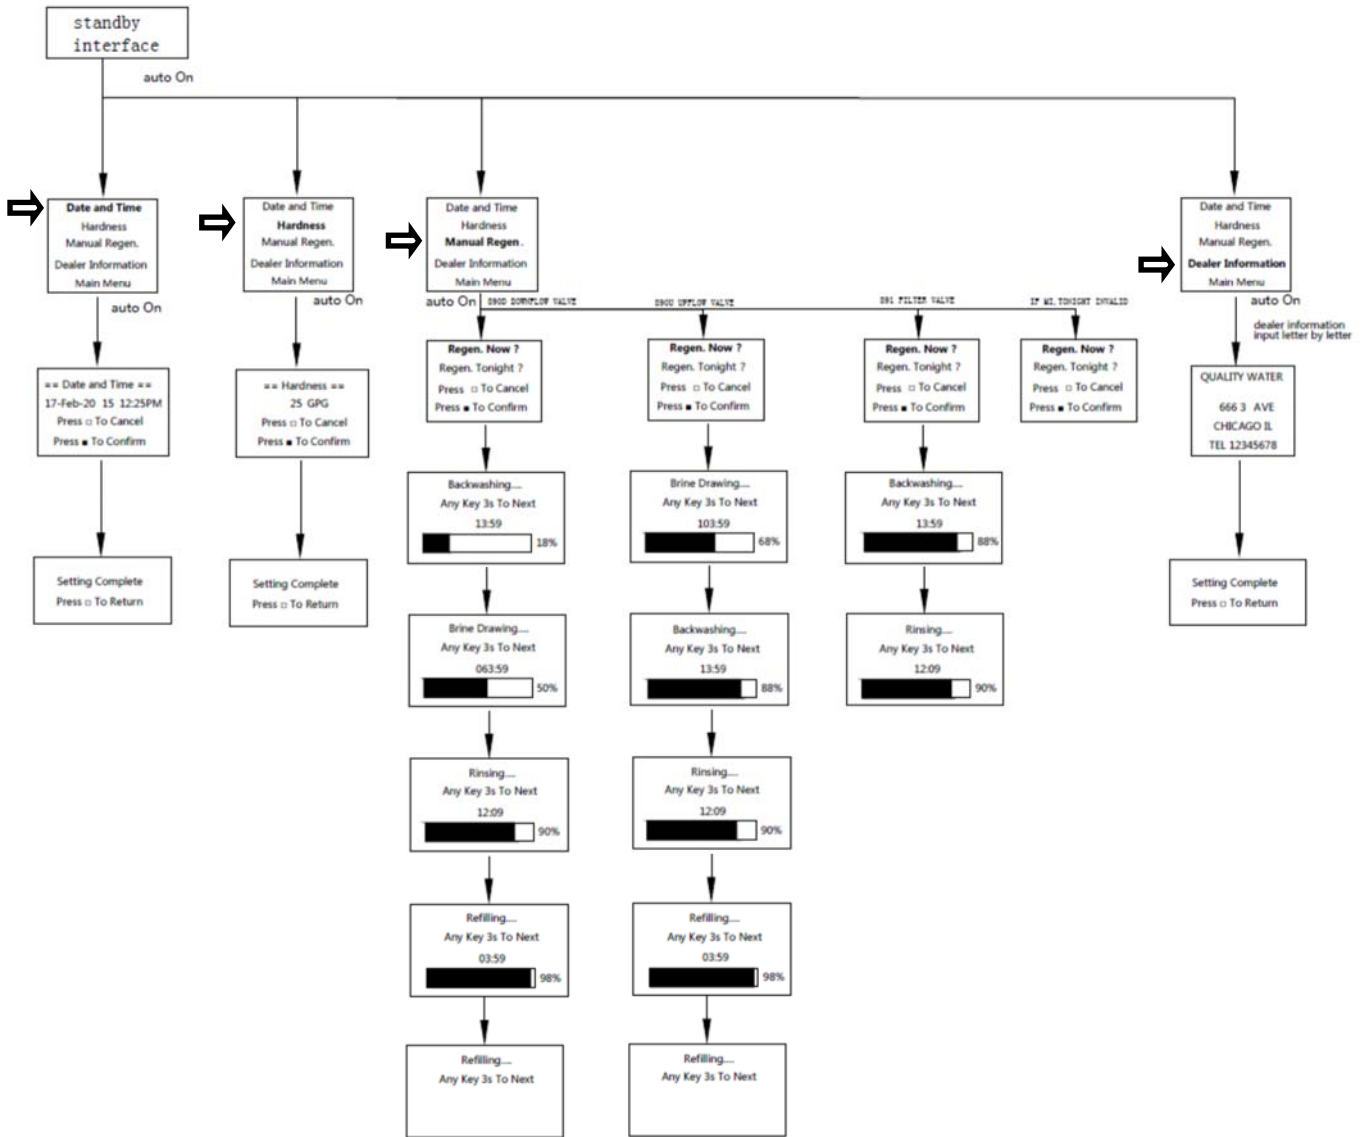 standby
interface
auto On
Date and Time
Hardness
Manual Regen.
Dealer Information
Main Menu
auto On
== Date and Time ==
17-Feb-20 15 12:25PM
Press □ To Cancel
Press ■ To Confirm
Setting Complete
Press □ To Return
Date and Time
Hardness
Manual Regen.
Dealer Information
Main Menu
auto On
== Hardness ==
25 GPG
Press □ To Cancel
Press ■ To Confirm
Setting Complete
Press □ To Return
Date and Time
Hardness
Manual Regen.
Dealer Information
Main Menu
auto On
DOWNFLOW VALVE
Regen. Now ?
Regen. Tonight ?
Press □ To Cancel
Press ■ To Confirm
Backwashing....
Any Key 3s To Next
13:59
18%
Brine Drawing....
Any Key 3s To Next
063:59
50%
Rinsing....
Any Key 3s To Next
12:09
90%
Refilling....
Any Key 3s To Next
03:59
98%
Refilling....
Any Key 3s To Next
UPFLOW VALVE
Regen. Now ?
Regen. Tonight ?
Press □ To Cancel
Press ■ To Confirm
Brine Drawing....
Any Key 3s To Next
103:59
68%
Backwashing....
Any Key 3s To Next
13:59
88%
Rinsing....
Any Key 3s To Next
12:09
90%
Refilling....
Any Key 3s To Next
03:59
98%
Refilling....
Any Key 3s To Next
FILTER VALVE
Regen. Now ?
Regen. Tonight ?
Press □ To Cancel
Press ■ To Confirm
Backwashing....
Any Key 3s To Next
13:59
88%
Rinsing....
Any Key 3s To Next
12:09
90%
IF MI.TONIGHT INVALID
Regen. Now ?
Regen. Tonight ?
Press □ To Cancel
Press ■ To Confirm
Date and Time
Hardness
Manual Regen.
Dealer Information
Main Menu
auto On
dealer information
input letter by letter
QUALITY WATER
666 3 AVE
CHICAGO IL
TEL 12345678
Setting Complete
Press □ To Return